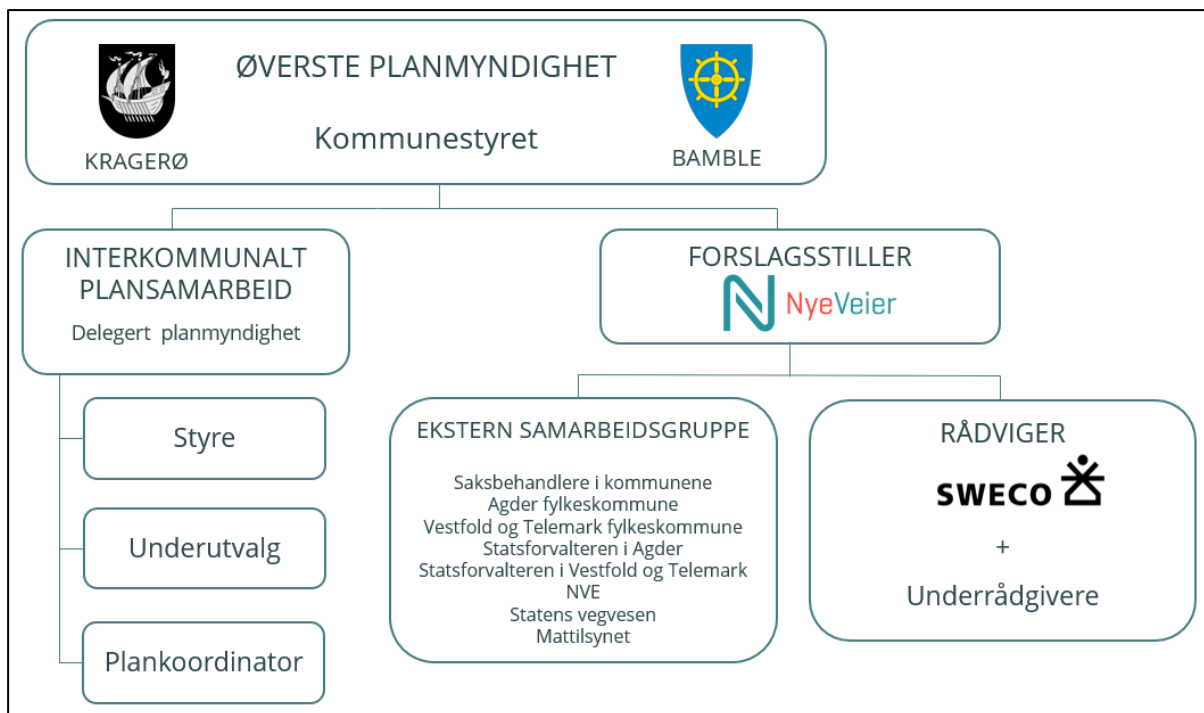 ØVERSTE PLANMYNDIGHET
Kommunestyret
KRAGERØ
BAMBLE
INTERKOMMUNALT
PLANSAMARBEID
Delegert planmyndighet
Styre
Underutvalg
Plankoordinator
FORSLAGSSTILLER
NyeVeier
EKSTERN SAMARBEIDSGRUPPE
Saksbehandlere i kommunene
Agder fylkeskommune
Vestfold og Telemark fylkeskommune
Statsforvalteren i Agder
Statsforvalteren i Vestfold og Telemark
NVE
Statens vegvesen
Mattilsynet
RÅDVIGER
SWECO
+
Underrådgivere